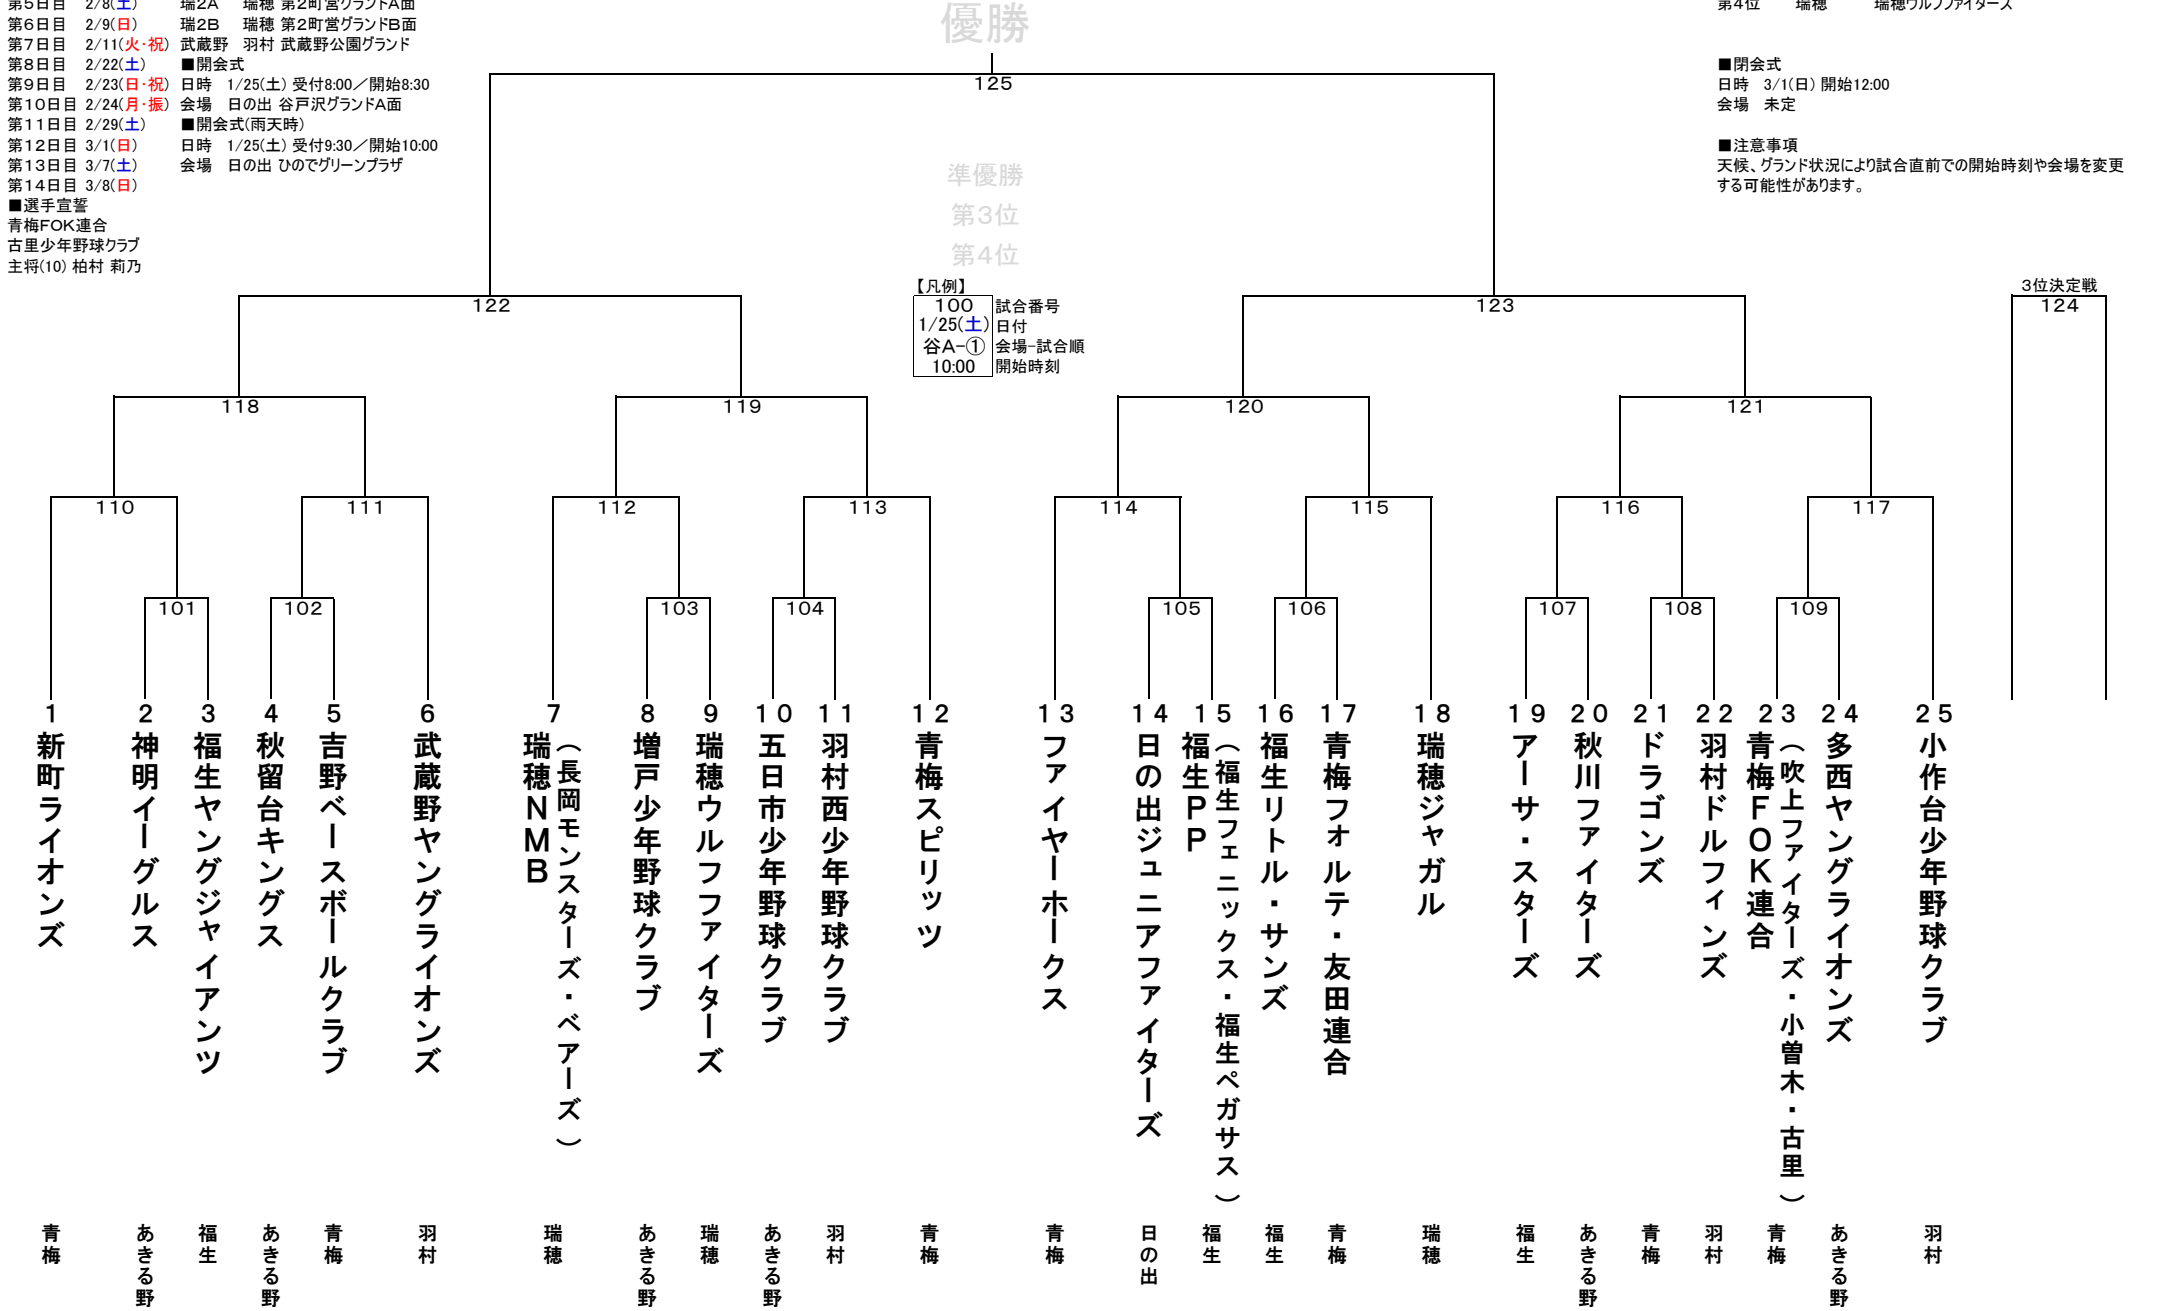 第5日目 2/8(土) 瑞2A 瑞穂 第2町営グランドA面
第6日目 2/9(日) 瑞2B 瑞穂 第2町営グランドB面
第7日目 2/11(火・祝) 武蔵野 羽村 武蔵野公園グランド
第8日目 2/22(土) ■開会式
第9日目 2/23(日・祝) 日時 1/25(土) 受付8:00／開始8:30
第10日目 2/24(月・振) 会場 日の出 谷戸沢グランドA面
第11日目 2/29(土) ■開会式(雨天時)
第12日目 3/1(日) 日時 1/25(土) 受付9:30／開始10:00
第13日目 3/7(土) 会場 日の出 ひのでグリーンプラザ
第14日目 3/8(日)
■選手宣誓
青梅FOK連合
古里少年野球クラブ
主将(10) 柏村 莉乃
優勝
125
準優勝
第3位
第4位
第4位 瑞穂 瑞穂ウルフファイターズ
■閉会式
日時 3/1(日) 開始12:00
会場 未定
■注意事項
天候、グランド状況により試合直前での開始時刻や会場を変更
する可能性があります。
【凡例】
100 試合番号
1/25(土) 日付
谷A-① 会場-試合順
10:00 開始時刻
3位決定戦
122 123 124
118 119 120 121
110 111 112 113 114 115 116 117
101 102 103 104 105 106 107 108 109
1 新町ライオンズ 青梅
2 神明イーグルス あきる野
3 福生ヤングジャイアンツ 福生
4 秋留台キングス あきる野
5 吉野ベースボールクラブ 青梅
6 武蔵野ヤングライオンズ 羽村
7 瑞穂NMB (長岡モンスターズ・ベアーズ) 瑞穂
8 増戸少年野球クラブ あきる野
9 瑞穂ウルフファイターズ 瑞穂
10 五日市少年野球クラブ あきる野
11 羽村西少年野球クラブ 羽村
12 青梅スピリッツ 青梅
13 ファイヤーホークス 青梅
14 日の出ジュニアファイターズ 日の出
15 福生PP (福生フェニックス・福生ペガサス) 福生
16 福生リトル・サンズ 福生
17 青梅フォルテ・友田連合 青梅
18 瑞穂ジャガル 瑞穂
19 アーサ・スターズ 福生
20 秋川ファイターズ あきる野
21 ドラゴンズ 青梅
22 羽村ドルフィンズ 羽村
23 青梅FOK連合 (吹上ファイターズ・小曽木・古里) 青梅
24 多西ヤングライオンズ あきる野
25 小作台少年野球クラブ 羽村